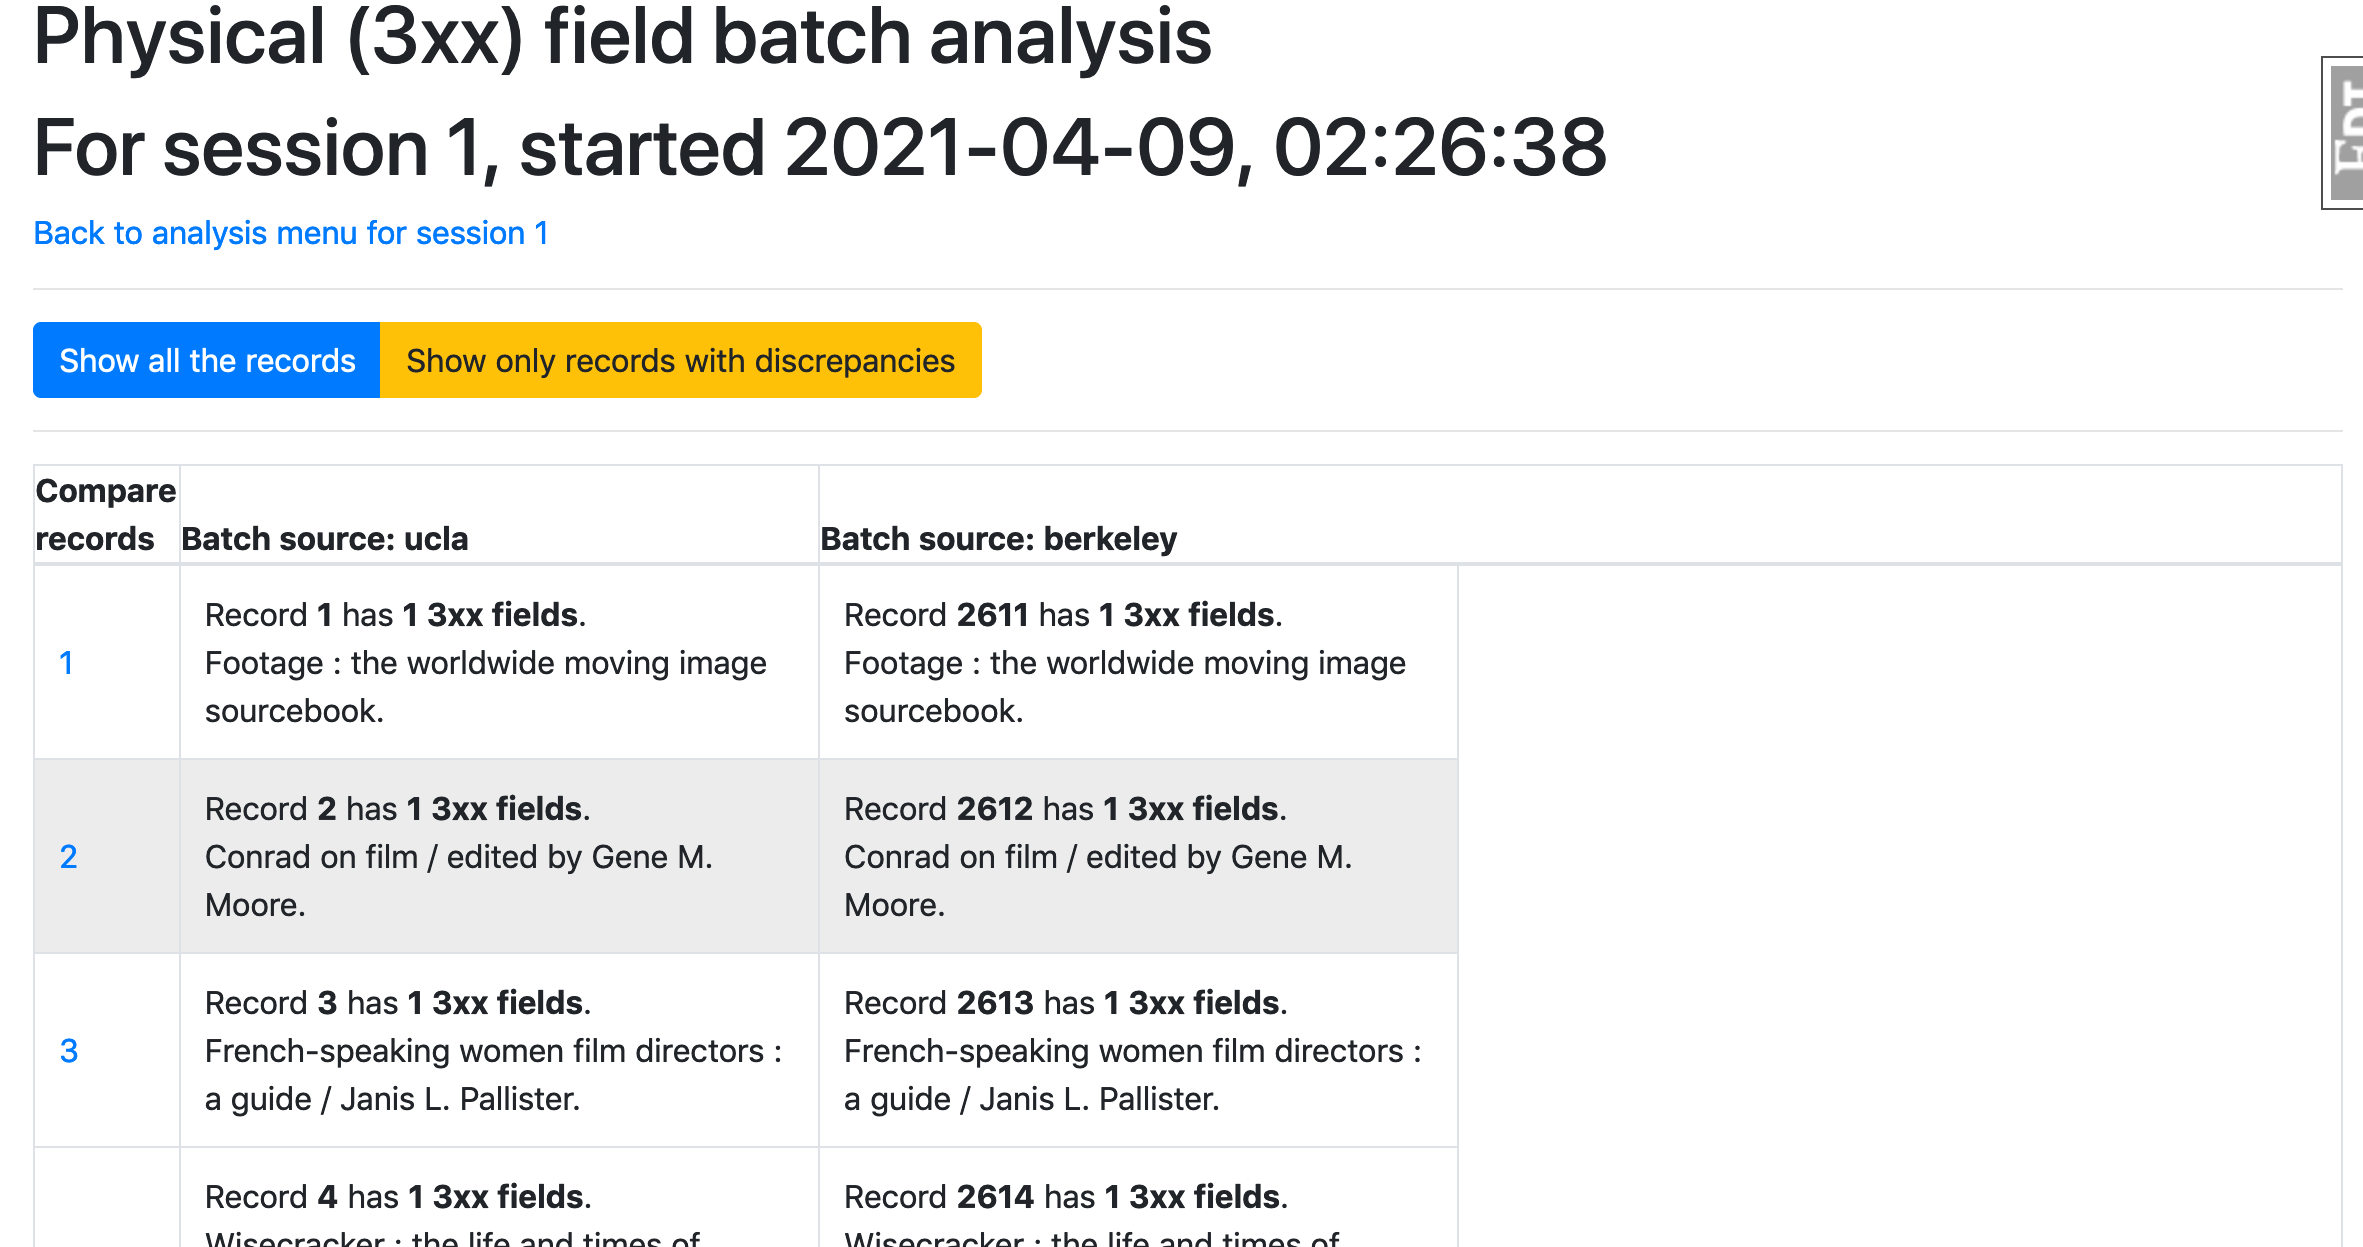 Physical (3xx) field batch analysis
For session 1, started 2021-04-09, 02:26:38
Back to analysis menu for session 1
Show all the records
Show only records with discrepancies
Compare
records
Batch source: ucla
Batch source: berkeley
1
Record 1 has 1 3xx fields.
Footage : the worldwide moving image
sourcebook.
Record 2611 has 1 3xx fields.
Footage : the worldwide moving image
sourcebook.
2
Record 2 has 1 3xx fields.
Conrad on film / edited by Gene M.
Moore.
Record 2612 has 1 3xx fields.
Conrad on film / edited by Gene M.
Moore.
3
Record 3 has 1 3xx fields.
French-speaking women film directors :
a guide / Janis L. Pallister.
Record 2613 has 1 3xx fields.
French-speaking women film directors :
a guide / Janis L. Pallister.
Record 4 has 1 3xx fields.
Wisecracker : the life and times of
Record 2614 has 1 3xx fields.
Wisecracker : the life and times of